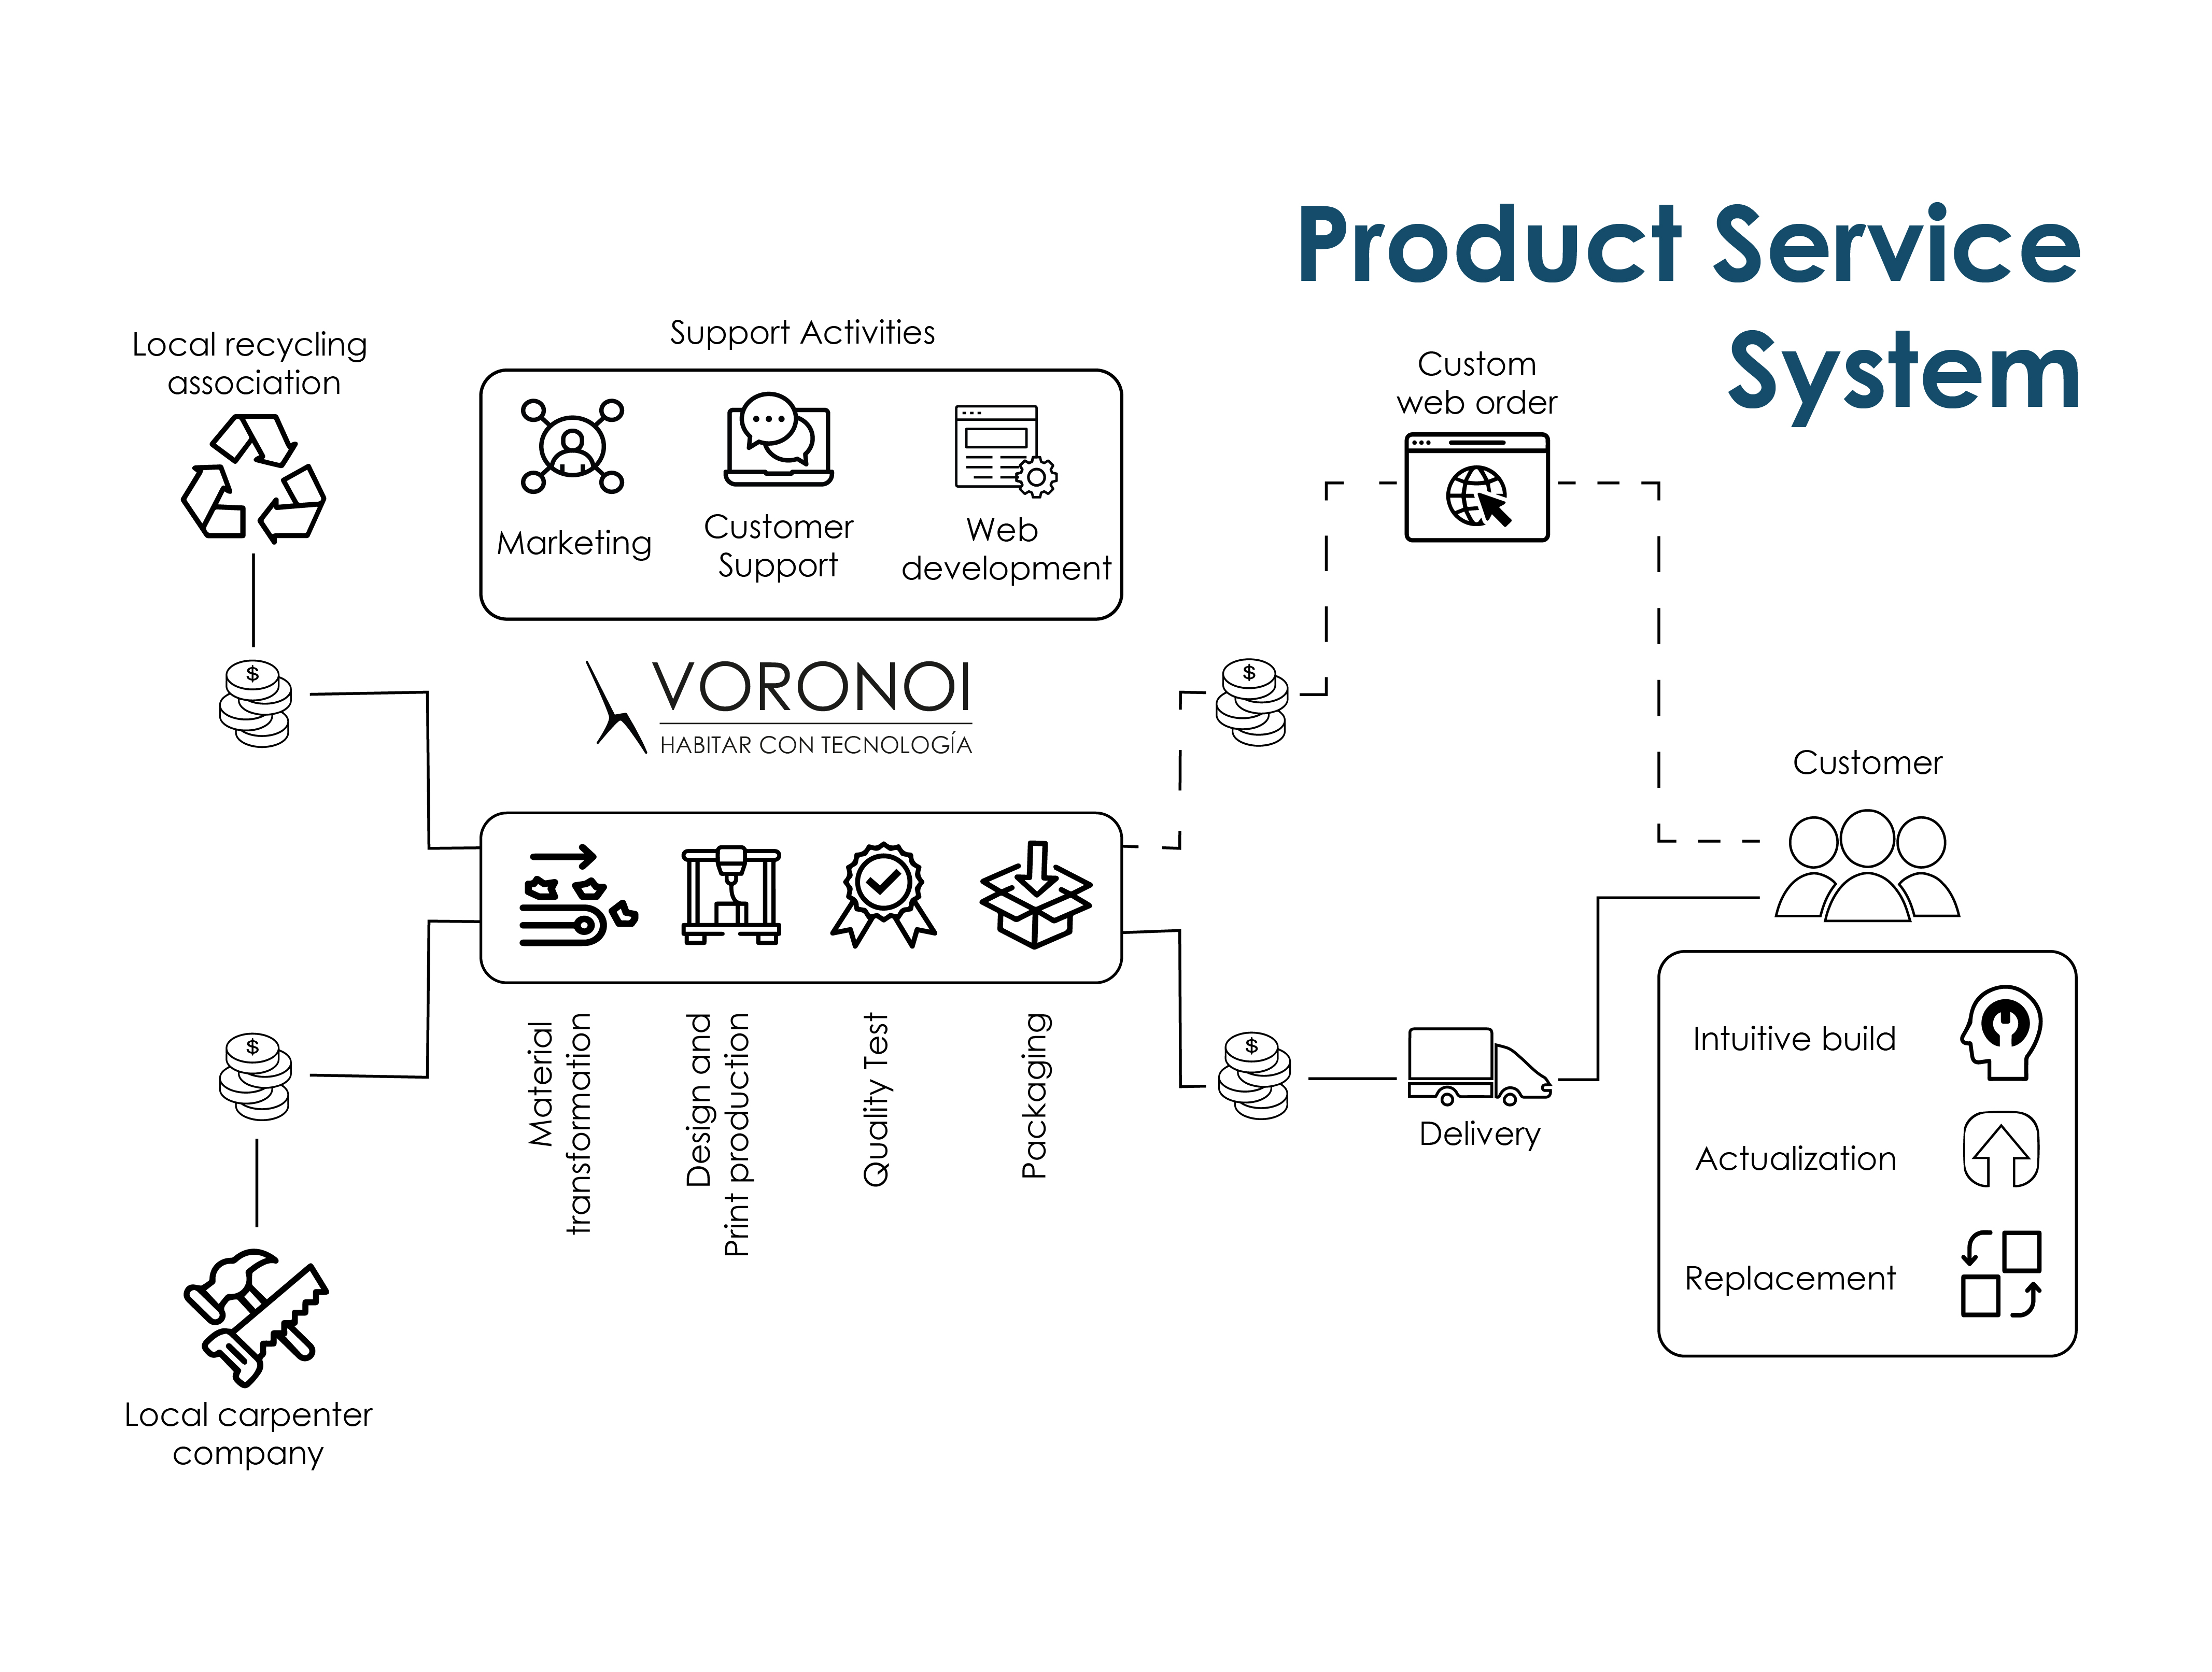 Product Service
System
Local recycling
association
Support Activities
Marketing
Customer
Support
Web
development
Custom
web order
$
$
VORONOI
HABITAR CON TECNOLOGÍA
Customer
$
$
Material
transformation
Design and
Print production
Quality Test
Packaging
Delivery
Intuitive build
Actualization
Replacement
Local carpenter
company